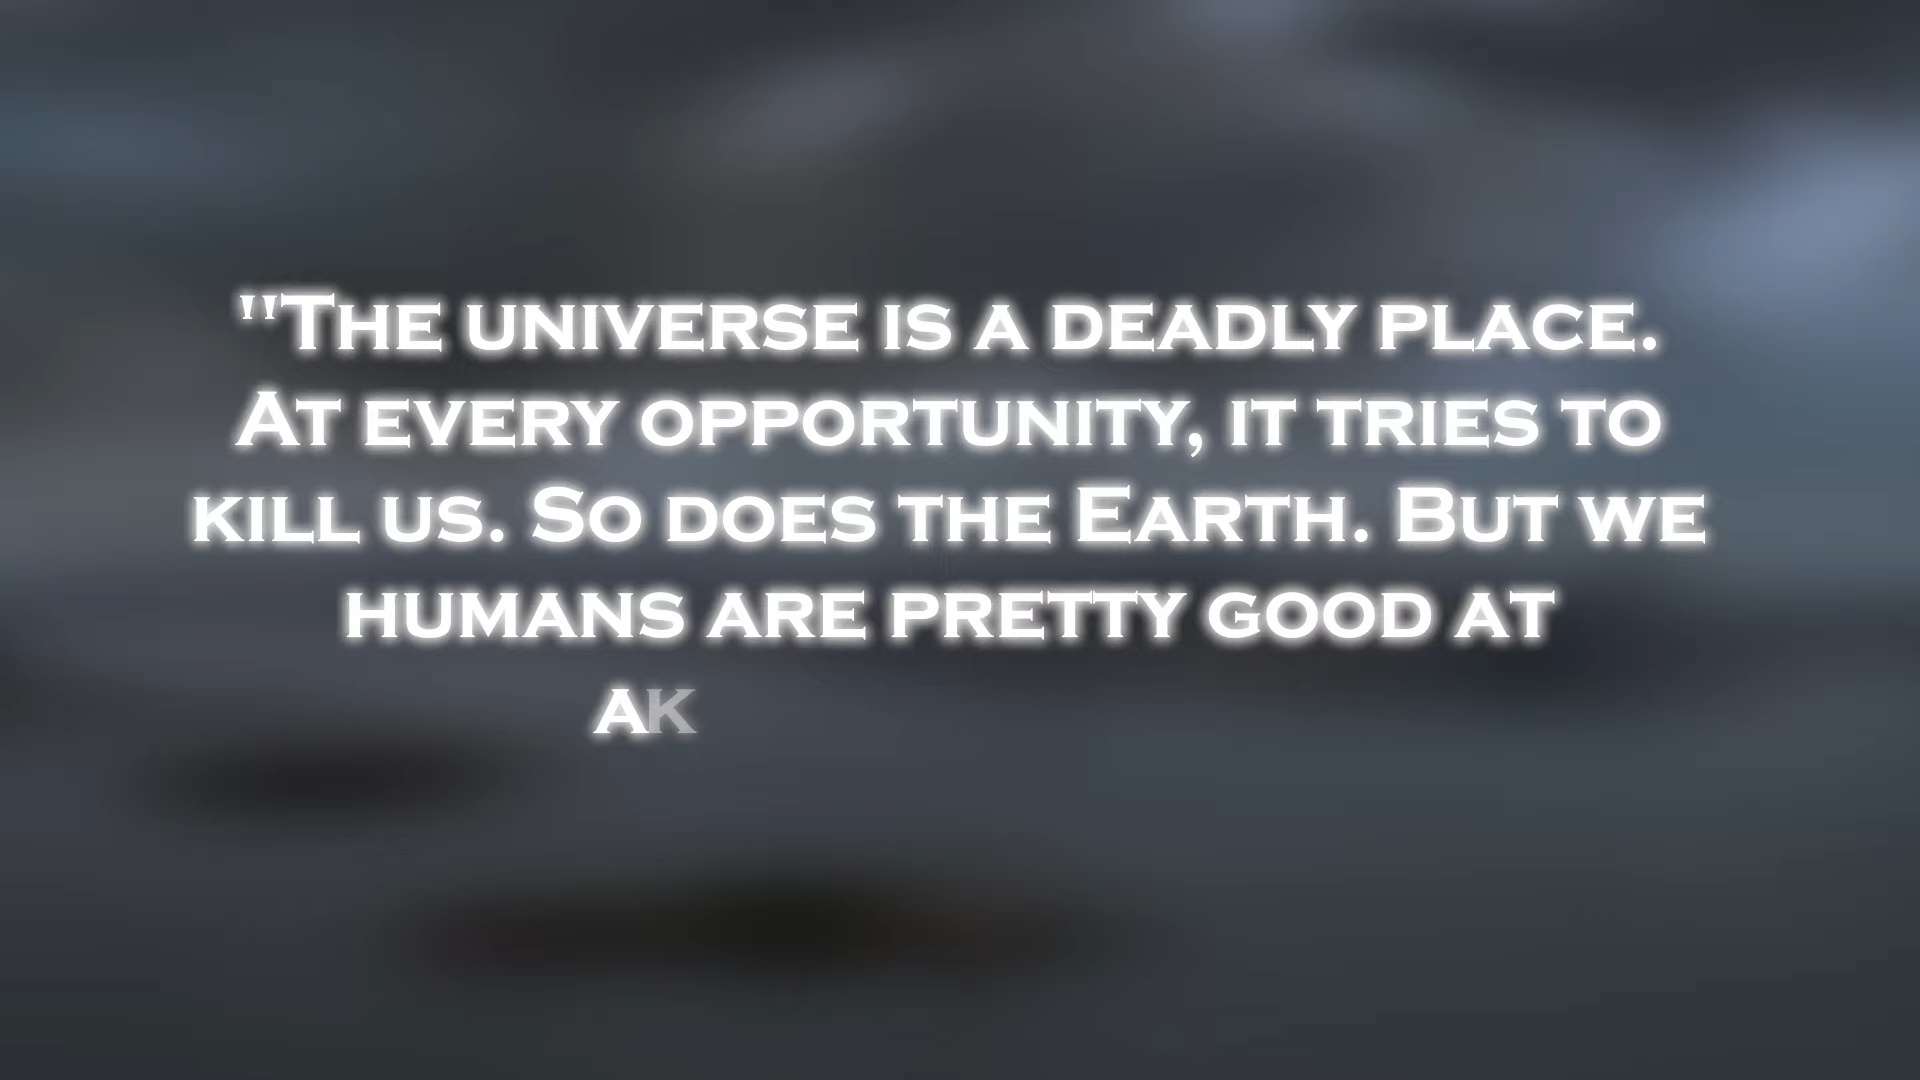 "The universe is a deadly place.
At every opportunity, it tries to
kill us. So does the Earth. But we
humans are pretty good at
ak